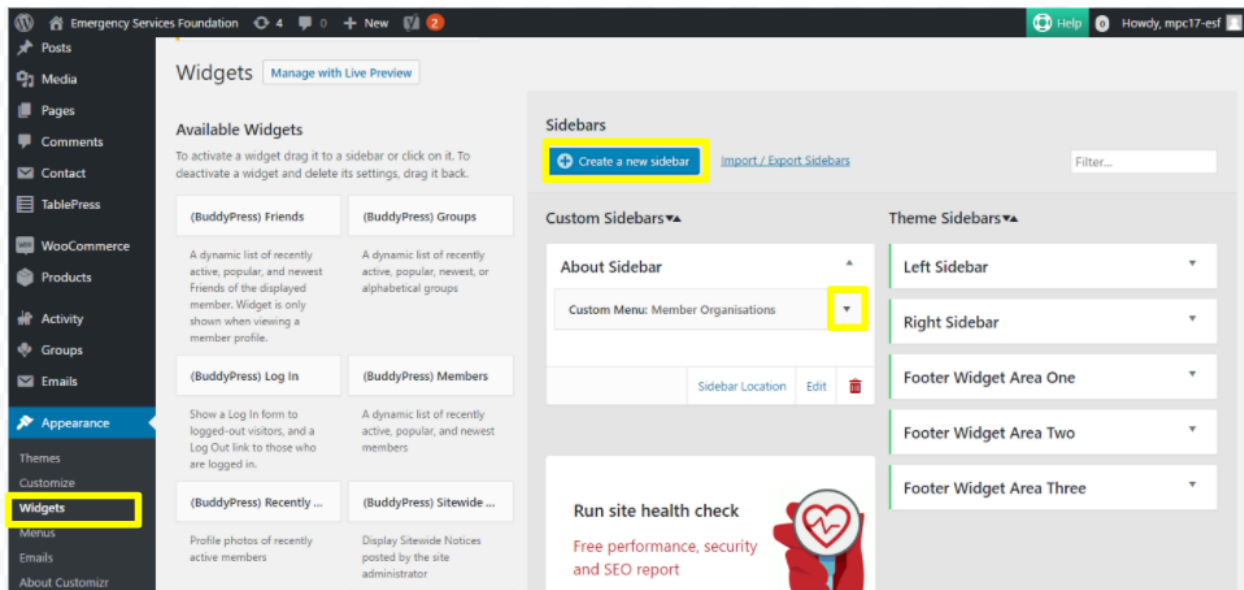 Emergency Services Foundation 4 0 + New 2 Help 0 Howdy, mpc17-esf
Posts
Media
Pages
Comments
Contact
TablePress
WooCommerce
Products
Activity
Groups
Emails
Appearance
Themes
Customize
Widgets
Menus
Emails
About Customizr
Widgets Manage with Live Preview
Available Widgets
To activate a widget drag it to a sidebar or click on it. To
deactivate a widget and delete its settings, drag it back.
(BuddyPress) Friends
A dynamic list of recently
active, popular, and newest
Friends of the displayed
member. Widget is only
shown when viewing a
member profile.
(BuddyPress) Groups
A dynamic list of recently
active, popular, newest, or
alphabetical groups
(BuddyPress) Log In
Show a Log In form to
logged-out visitors, and a
Log Out link to those who
are logged in.
(BuddyPress) Members
A dynamic list of recently
active, popular, and newest
members
(BuddyPress) Recently ...
Profile photos of recently
active members
(BuddyPress) Sitewide ...
Display Sitewide Notices
posted by the site
administrator
Sidebars
Create a new sidebar Import / Export Sidebars Filter...
Custom Sidebars
About Sidebar
Custom Menu: Member Organisations
Sidebar Location Edit
Run site health check
Free performance, security
and SEO report
Theme Sidebars
Left Sidebar
Right Sidebar
Footer Widget Area One
Footer Widget Area Two
Footer Widget Area Three